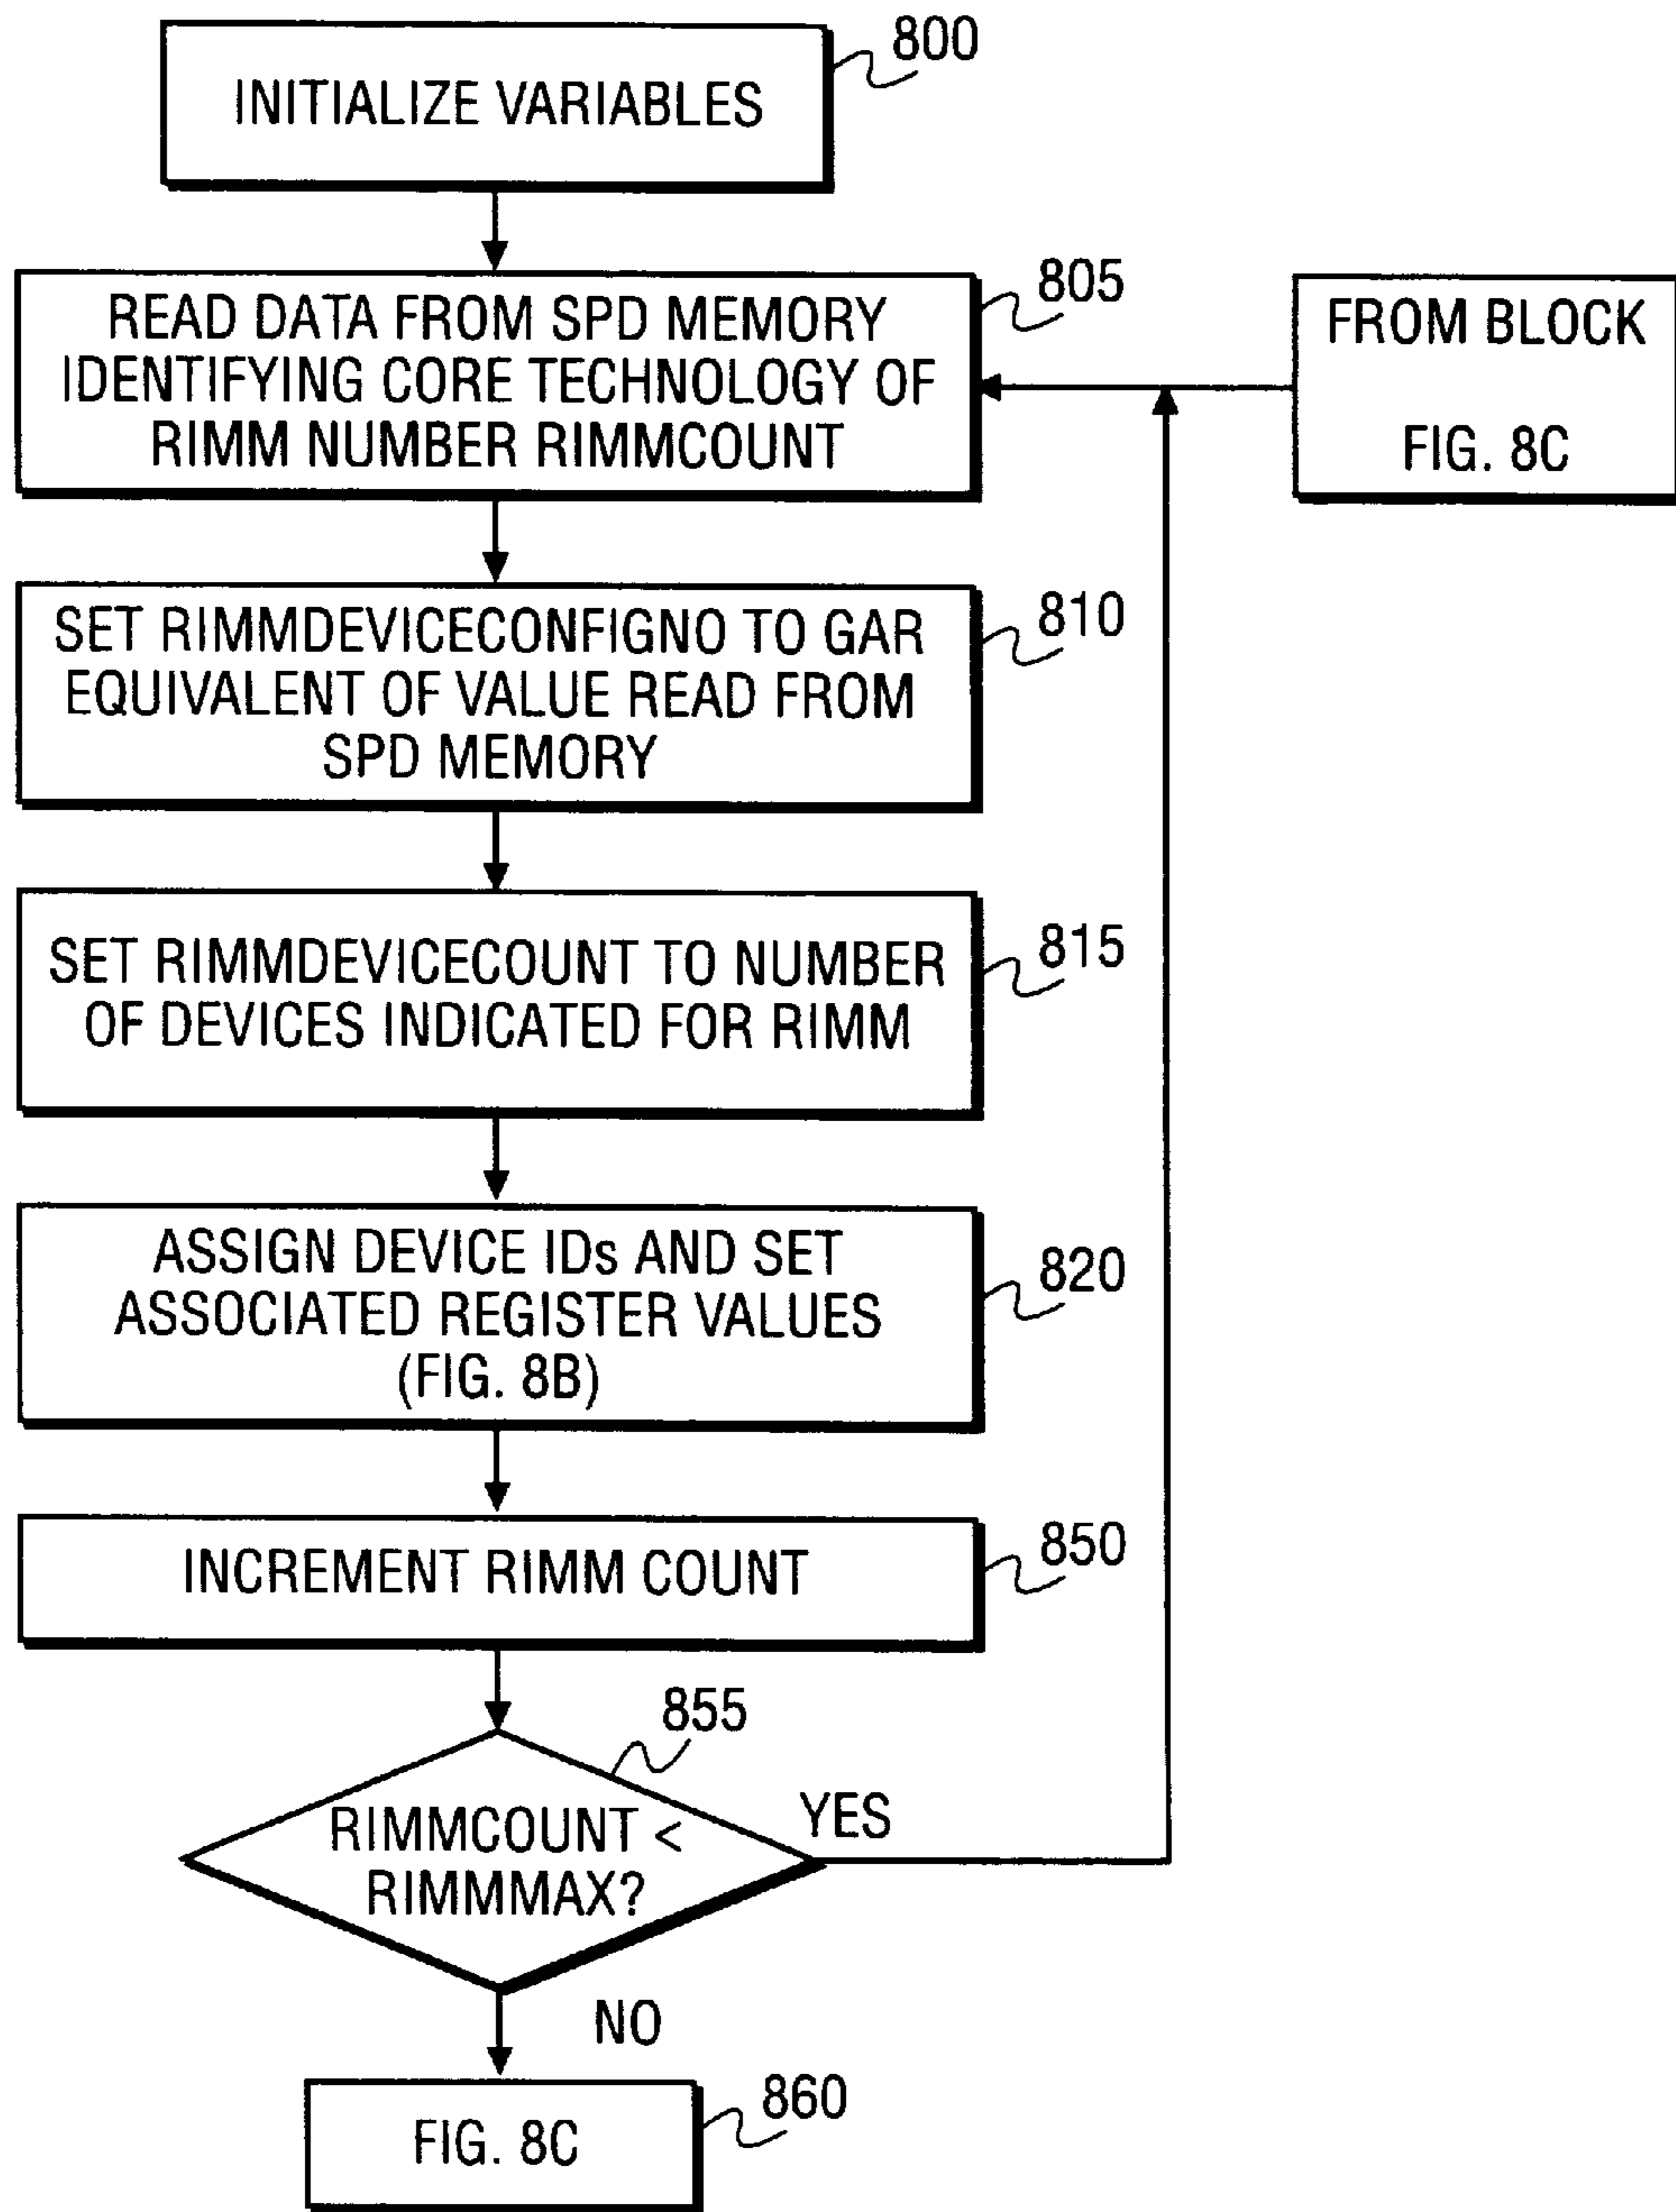 800
INITIALIZE VARIABLES
805
READ DATA FROM SPD MEMORY
IDENTIFYING CORE TECHNOLOGY OF
RIMM NUMBER RIMMCOUNT
FROM BLOCK
FIG. 8C
810
SET RIMMDEVICECONFIGNO TO GAR
EQUIVALENT OF VALUE READ FROM
SPD MEMORY
815
SET RIMMDEVICECOUNT TO NUMBER
OF DEVICES INDICATED FOR RIMM
820
ASSIGN DEVICE IDs AND SET
ASSOCIATED REGISTER VALUES
(FIG. 8B)
850
INCREMENT RIMM COUNT
855
RIMMCOUNT <
RIMMMAX?
YES
NO
860
FIG. 8C